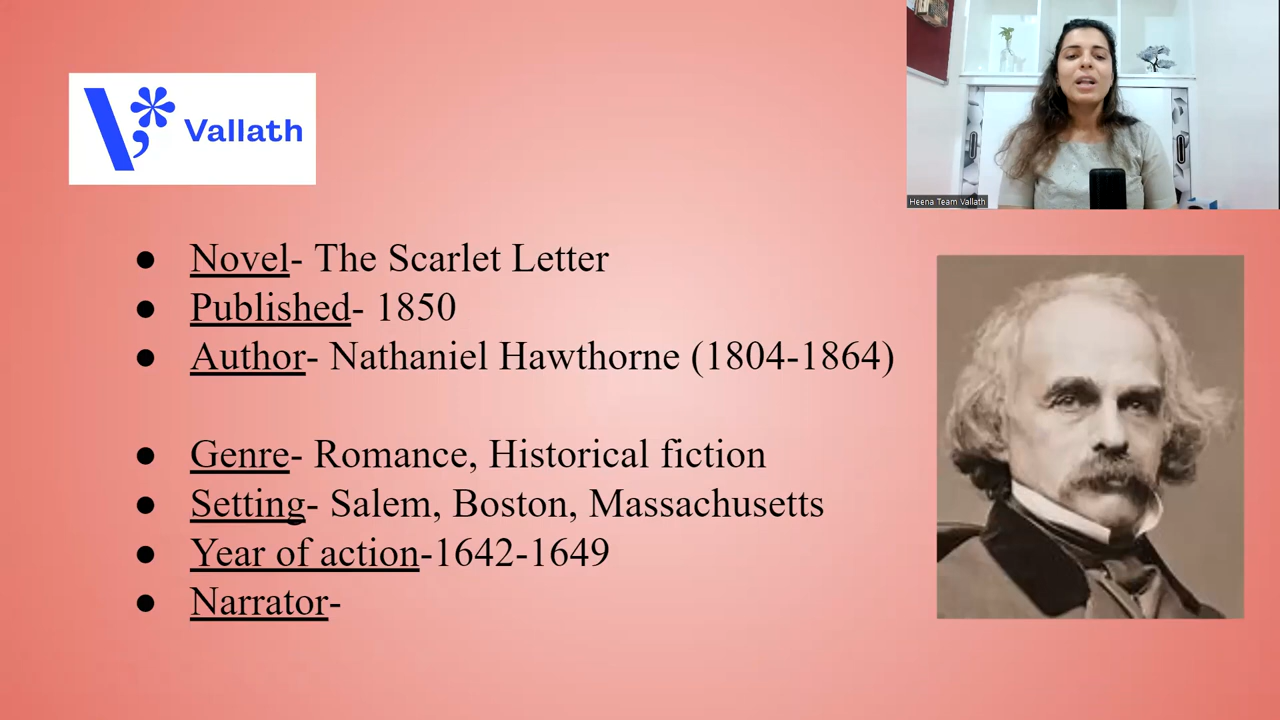 Vallath
Heena Team Vallath
● Novel- The Scarlet Letter
● Published- 1850
● Author- Nathaniel Hawthorne (1804-1864)
● Genre- Romance, Historical fiction
● Setting- Salem, Boston, Massachusetts
● Year of action-1642-1649
● Narrator-